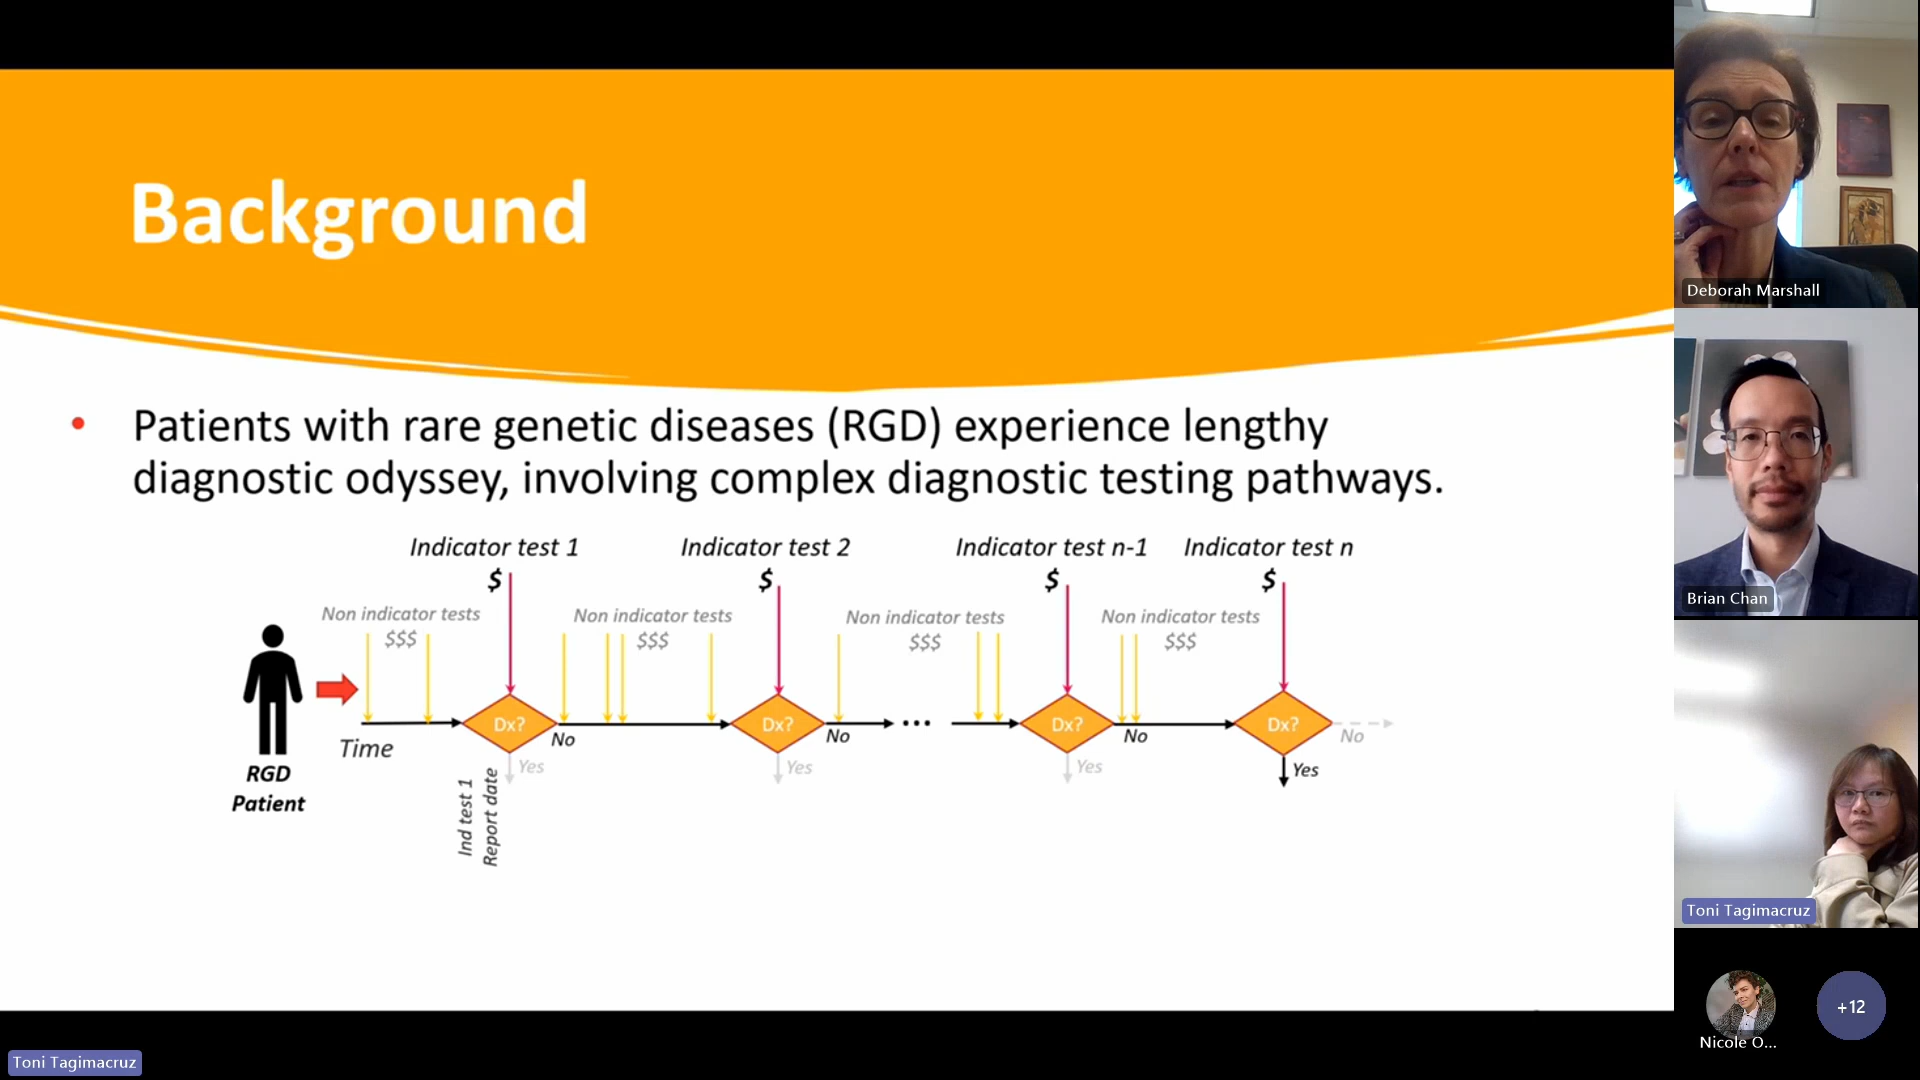 Background
• Patients with rare genetic diseases (RGD) experience lengthy
diagnostic odyssey, involving complex diagnostic testing pathways.
Indicator test 1
Indicator test 2
Indicator test n-1
Indicator test n
$
$
$
$
Non indicator tests
$$$
Non indicator tests
$$$
Non indicator tests
$$$
Non indicator tests
$$$
Dx?
Dx?
...
Dx?
Dx?
No
No
No
No
Time
Yes
Yes
Yes
Yes
RGD
Patient
Ind test 1
Report date
Deborah Marshall
Brian Chan
Toni Tagimacruz
Nicole O...
+12
Toni Tagimacruz